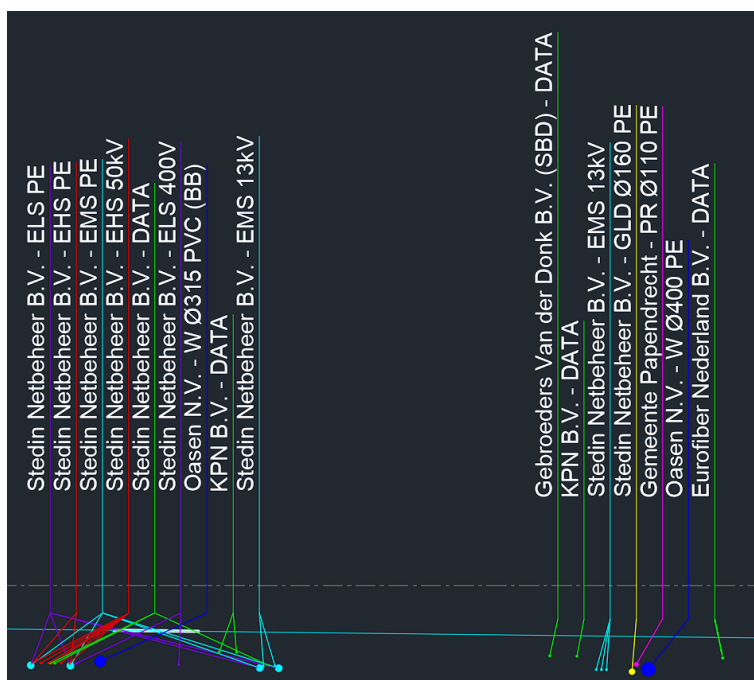 Stedin Netbeheer B.V. - ELS PE
Stedin Netbeheer B.V. - EHS PE
Stedin Netbeheer B.V. - EMS PE
Stedin Netbeheer B.V. - EHS 50kV
Stedin Netbeheer B.V. - DATA
Stedin Netbeheer B.V. - ELS 400V
Oasen N.V. - W Ø315 PVC (BB)
KPN B.V. - DATA
Stedin Netbeheer B.V. - EMS 13kV
Gebroeders Van der Donk B.V. (SBD) - DATA
KPN B.V. - DATA
Stedin Netbeheer B.V. - EMS 13kV
Stedin Netbeheer B.V. - GLD Ø160 PE
Gemeente Papendrecht - PR Ø110 PE
Oasen N.V. - W Ø400 PE
Eurofiber Nederland B.V. - DATA